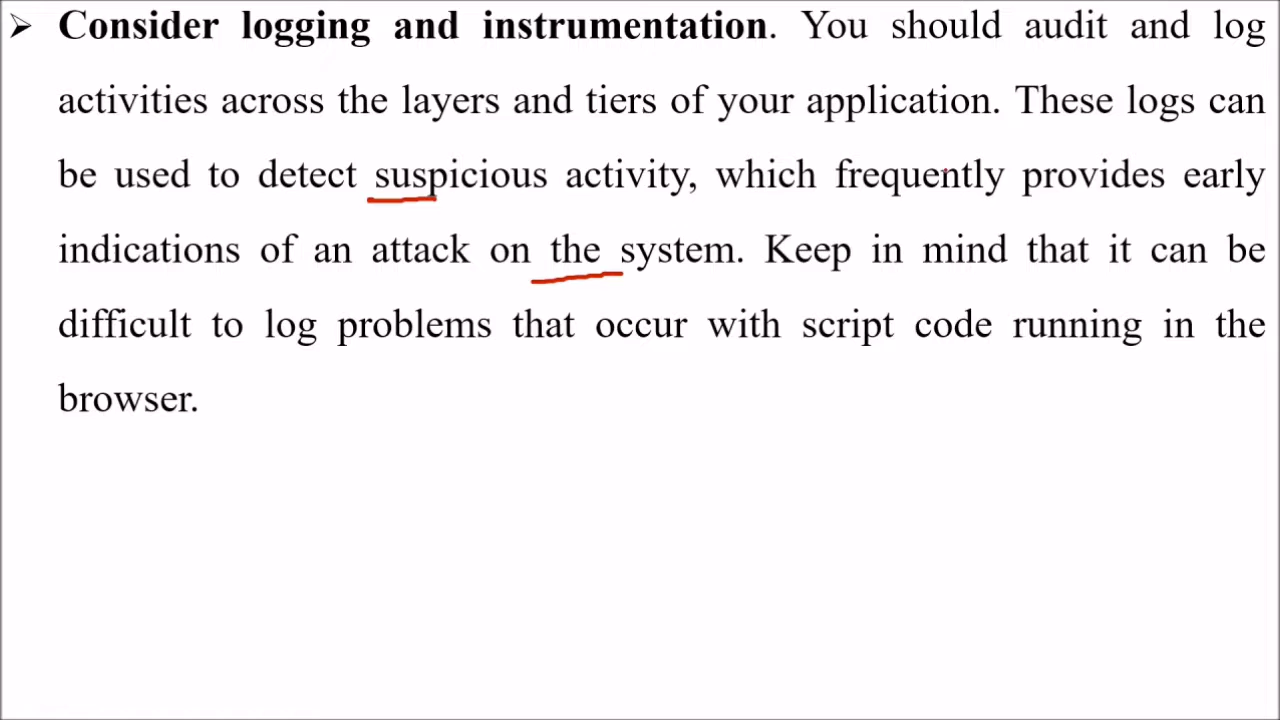 ➢ Consider logging and instrumentation. You should audit and log
activities across the layers and tiers of your application. These logs can
be used to detect suspicious activity, which frequently provides early
indications of an attack on the system. Keep in mind that it can be
difficult to log problems that occur with script code running in the
browser.